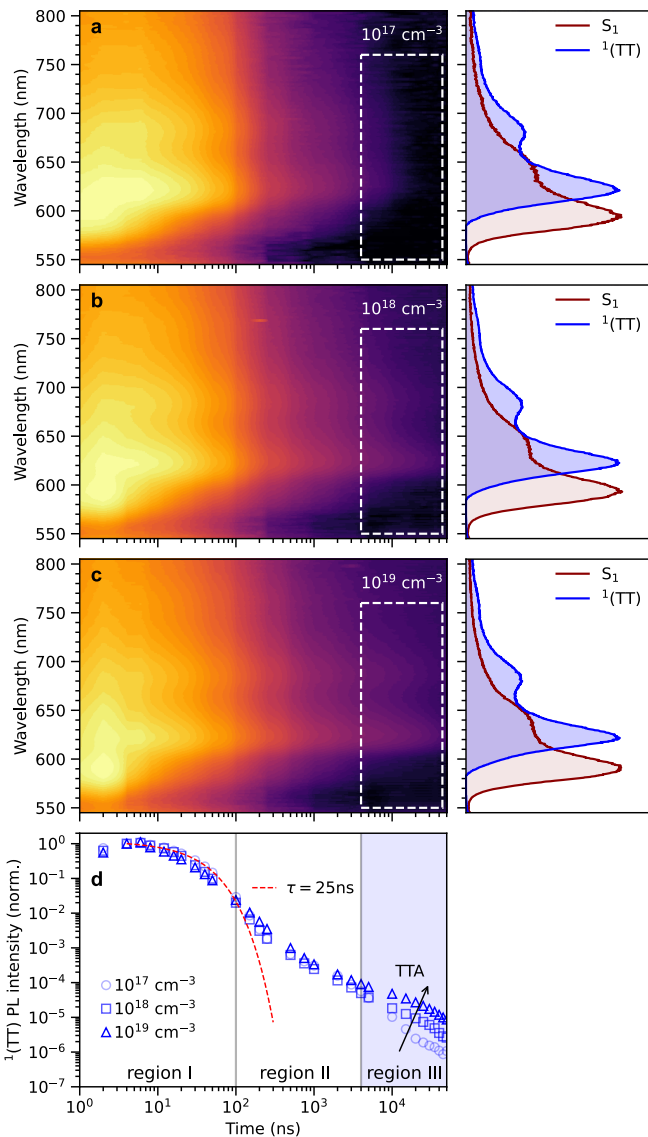 a
10¹⁷ cm⁻³
S₁
¹(TT)
800
750
700
650
600
550
Wavelength (nm)
b
10¹⁸ cm⁻³
S₁
¹(TT)
800
750
700
650
600
550
Wavelength (nm)
c
10¹⁹ cm⁻³
S₁
¹(TT)
800
750
700
650
600
550
Wavelength (nm)
d
τ = 25ns
TTA
10¹⁷ cm⁻³
10¹⁸ cm⁻³
10¹⁹ cm⁻³
region I
region II
region III
10⁰
10⁻¹
10⁻²
10⁻³
10⁻⁴
10⁻⁵
10⁻⁶
10⁻⁷
¹(TT) PL intensity (norm.)
10⁰ 10¹ 10² 10³ 10⁴
Time (ns)